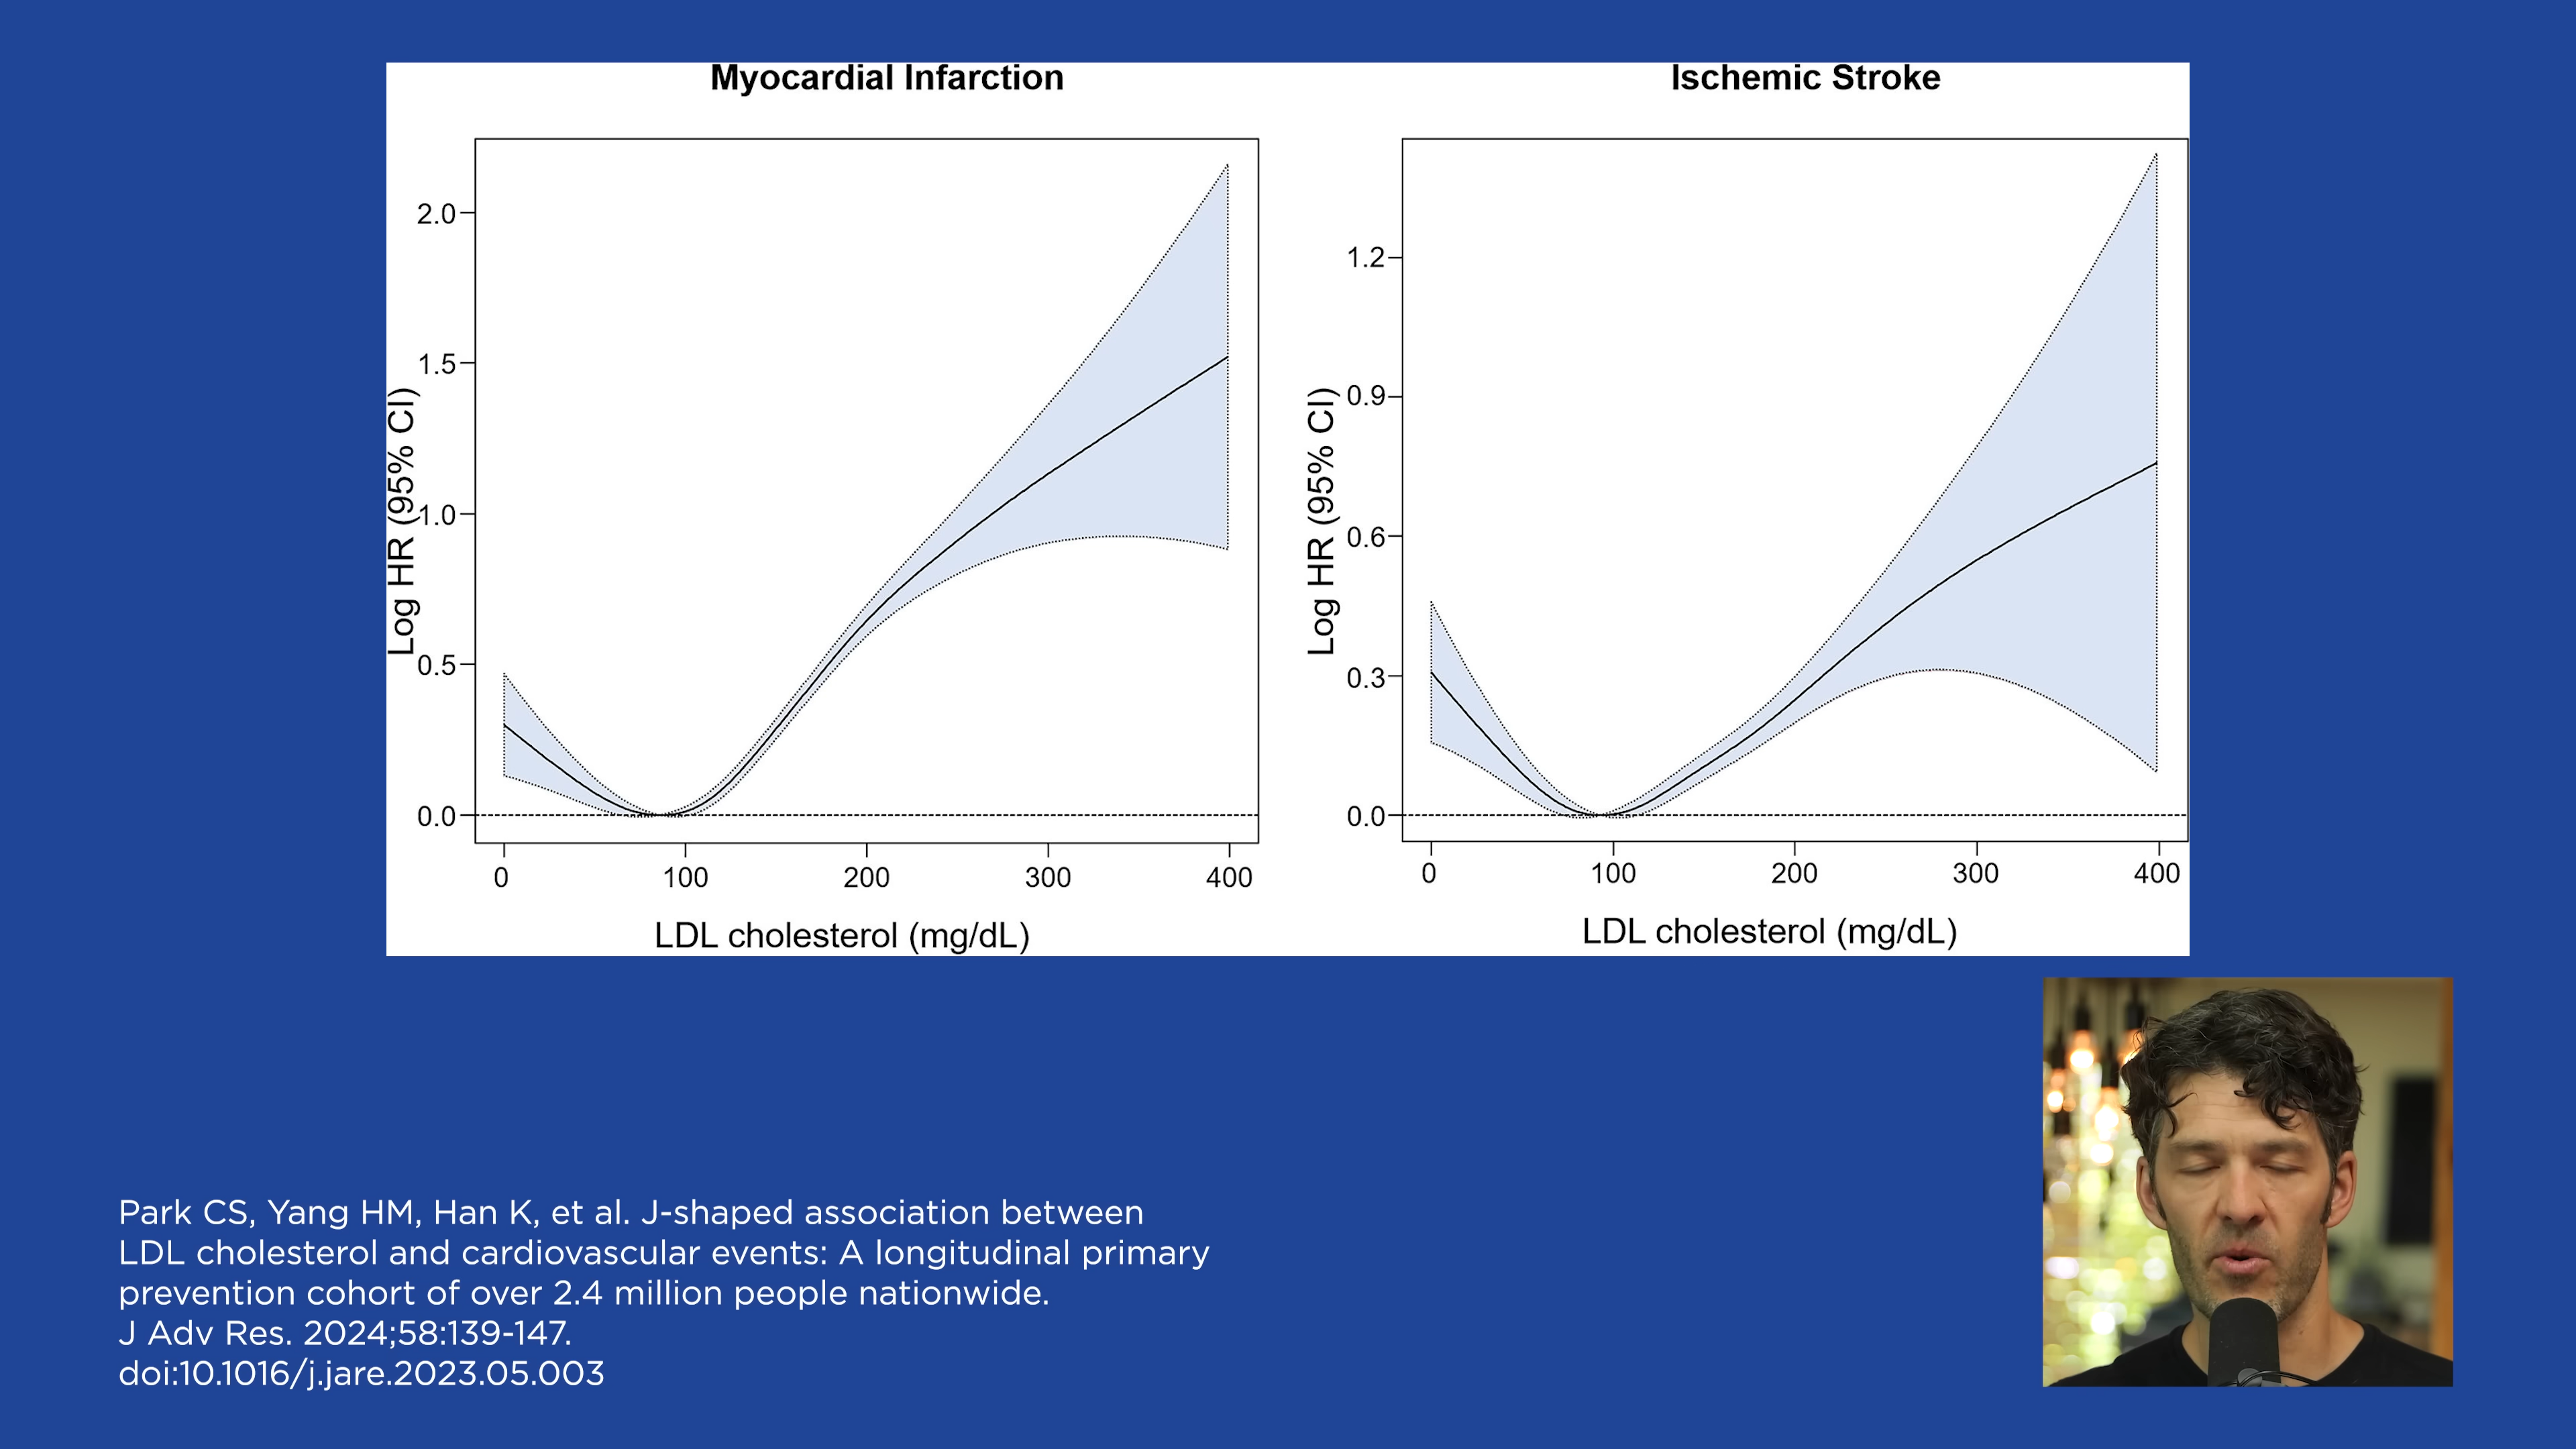 Myocardial Infarction
Log HR (95% CI)
2.0
1.5
1.0
0.5
0.0
0
100
200
300
400
LDL cholesterol (mg/dL)
Ischemic Stroke
Log HR (95% CI)
1.2
0.9
0.6
0.3
0.0
0
100
200
300
400
LDL cholesterol (mg/dL)
Park CS, Yang HM, Han K, et al. J-shaped association between
LDL cholesterol and cardiovascular events: A longitudinal primary
prevention cohort of over 2.4 million people nationwide.
J Adv Res. 2024;58:139-147.
doi:10.1016/j.jare.2023.05.003